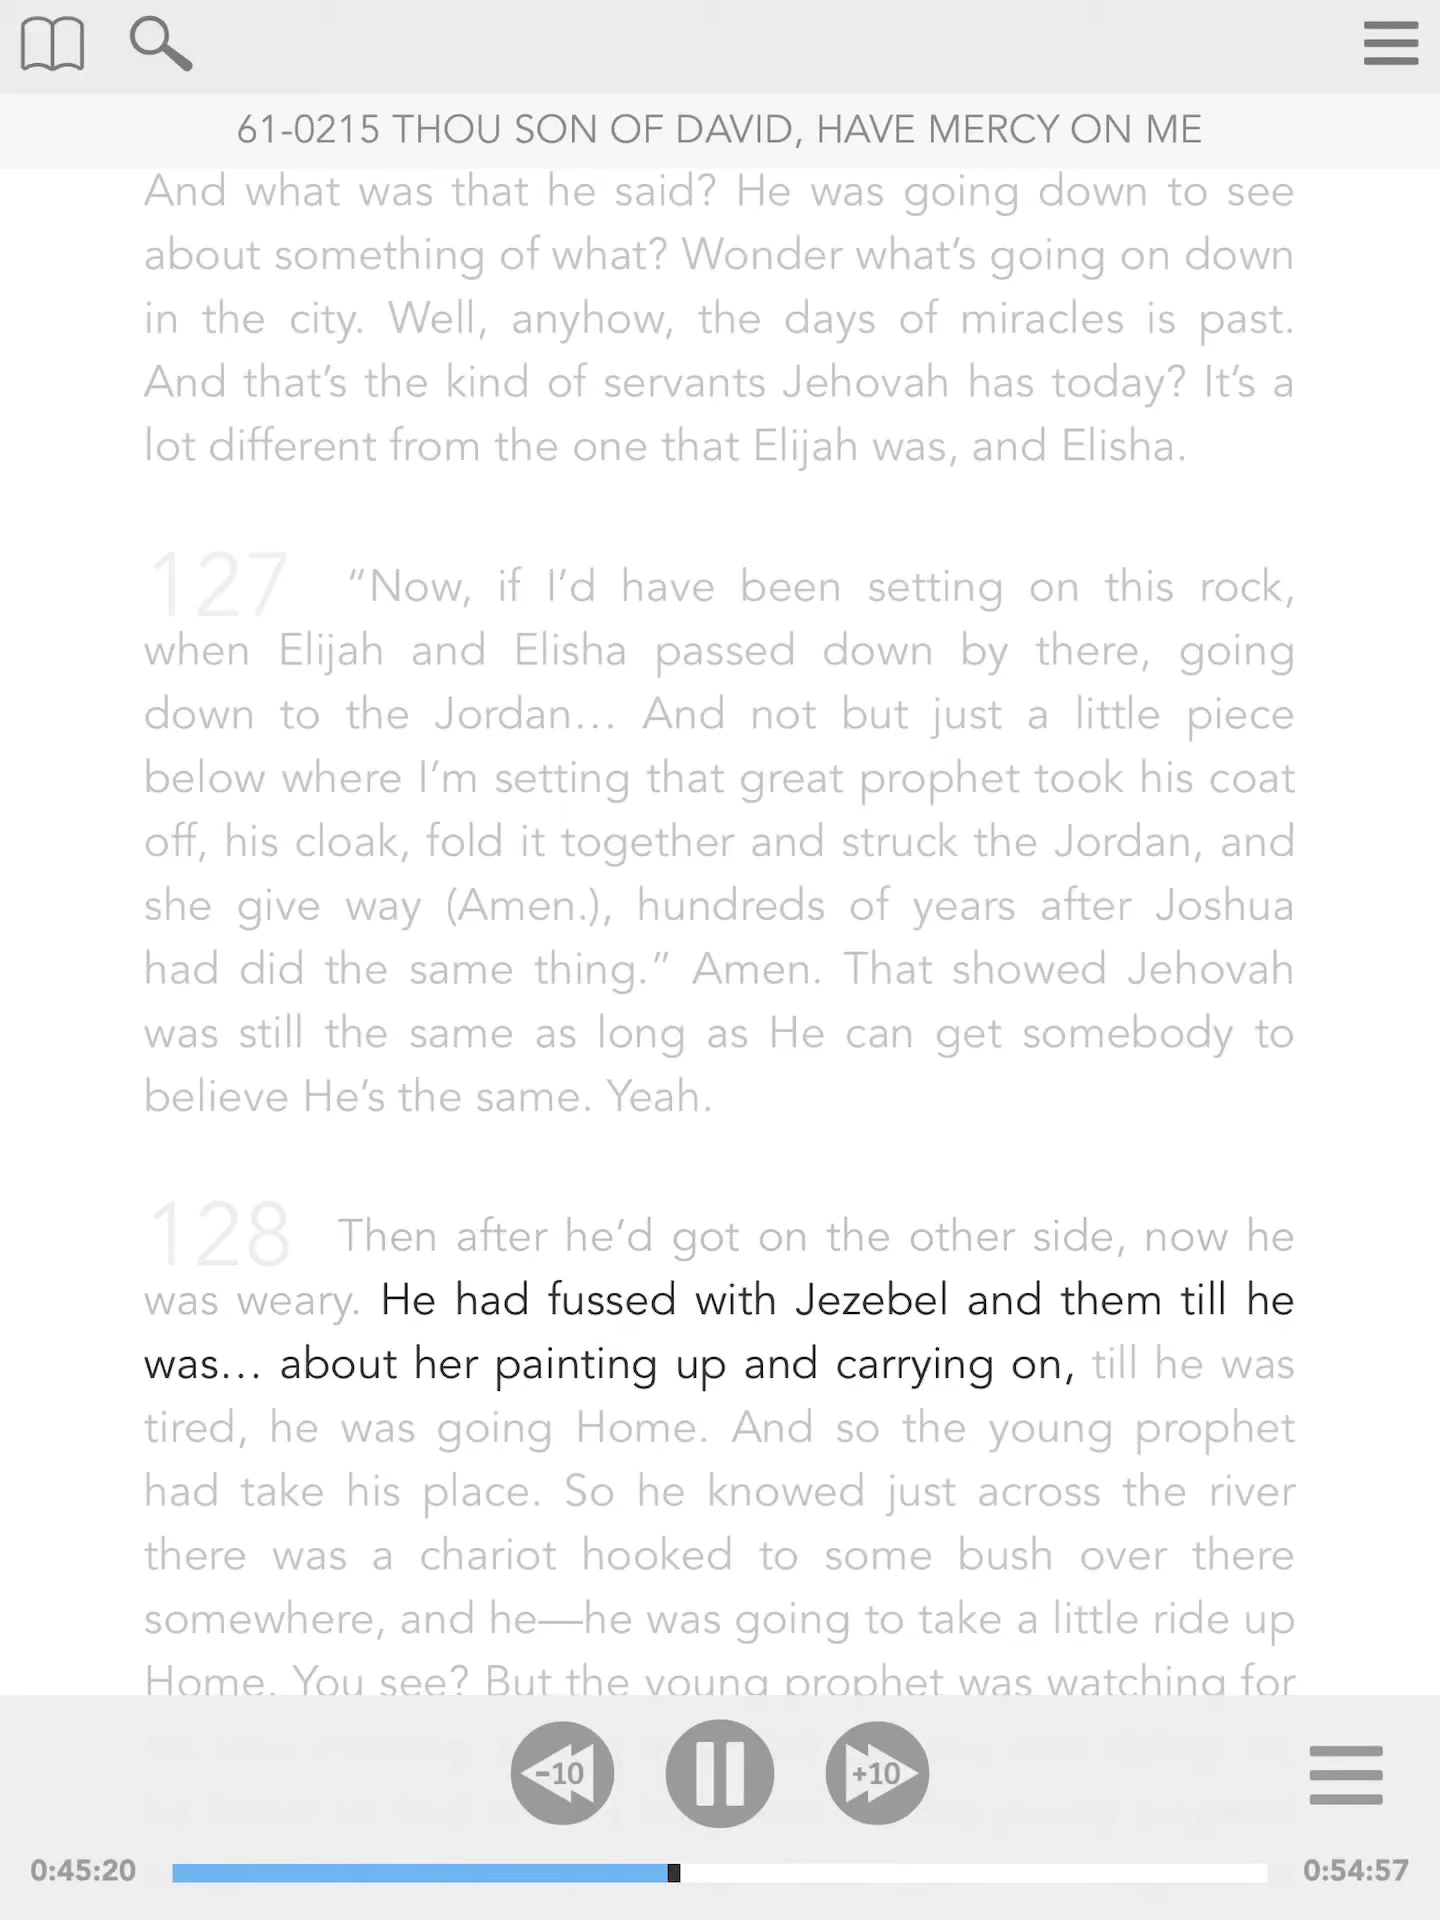 61-0215 THOU SON OF DAVID, HAVE MERCY ON ME
And what was that he said? He was going down to see
about something of what? Wonder what's going on down
in the city. Well, anyhow, the days of miracles is past.
And that's the kind of servants Jehovah has today? It's a
lot different from the one that Elijah was, and Elisha.
127 “Now, if I’d have been setting on this rock,
when Elijah and Elisha passed down by there, going
down to the Jordan… And not but just a little piece
below where I’m setting that great prophet took his coat
off, his cloak, fold it together and struck the Jordan, and
she give way (Amen.), hundreds of years after Joshua
had did the same thing.” Amen. That showed Jehovah
was still the same as long as He can get somebody to
believe He’s the same. Yeah.
128 Then after he’d got on the other side, now he
was weary. He had fussed with Jezebel and them till he
was… about her painting up and carrying on, till he was
tired, he was going Home. And so the young prophet
had take his place. So he knowed just across the river
there was a chariot hooked to some bush over there
somewhere, and he—he was going to take a little ride up
Home. You see? But the young prophet was watching for
-10 +10
0:45:20 0:54:57